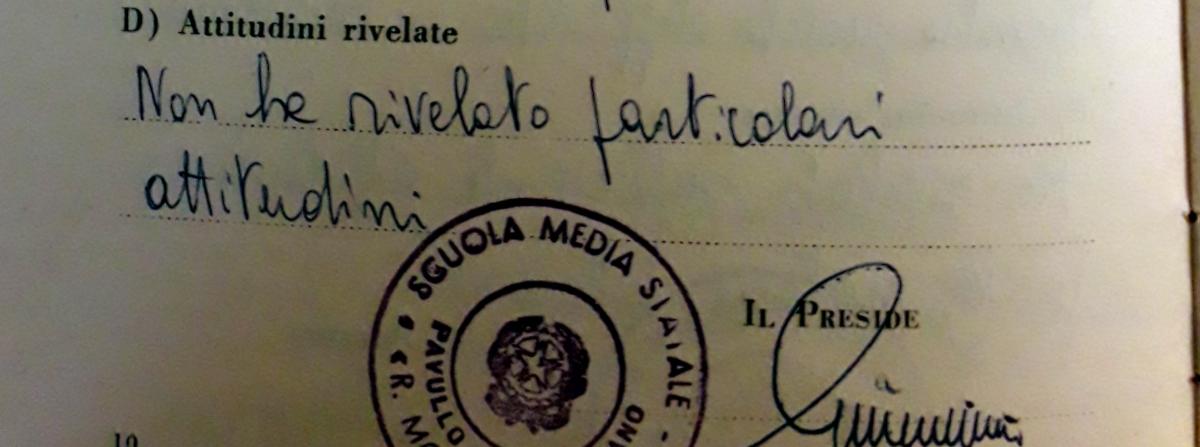 D) Attitudini rivelate
Non ha rivelato particolari
attitudini
SCUOLA MEDIA STATALE
PAVULLO
IL PRESIDE